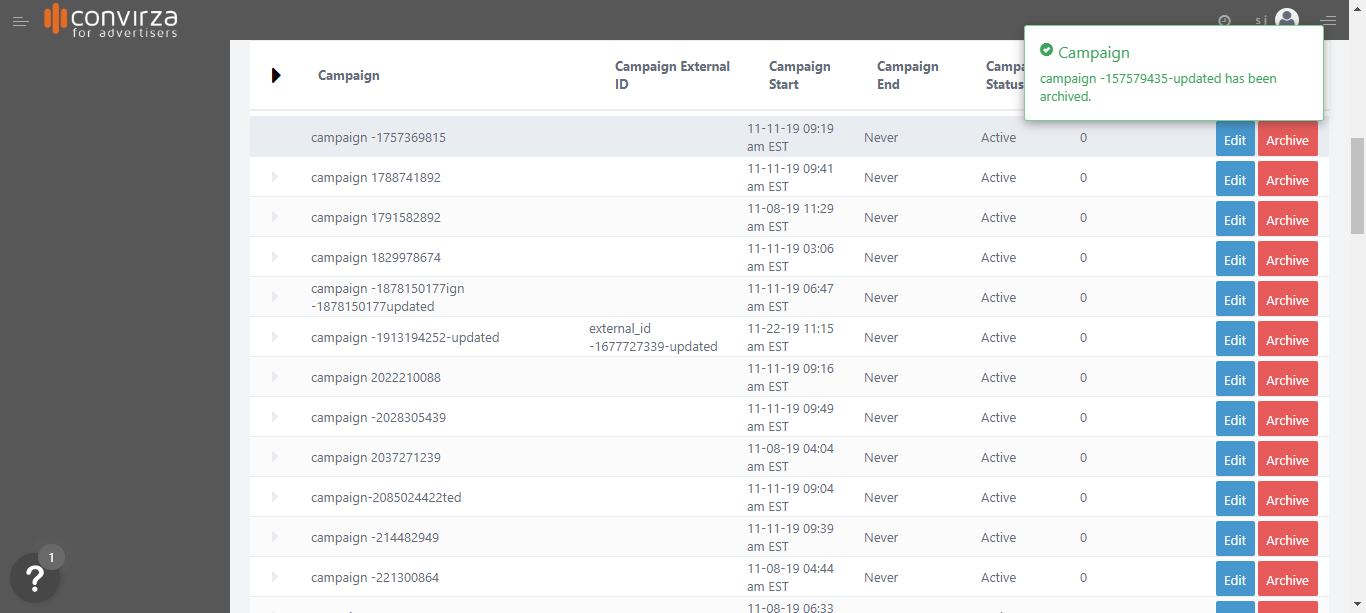 convirza
for advertisers
s j
Campaign
campaign -157579435-updated has been
archived.
Campaign
Campaign External
ID
Campaign
Start
Campaign
End
Campa
Status
campaign -1757369815
11-11-19 09:19
am EST
Never
Active
0
Edit
Archive
campaign 1788741892
11-11-19 09:41
am EST
Never
Active
0
Edit
Archive
campaign 1791582892
11-08-19 11:29
am EST
Never
Active
0
Edit
Archive
campaign 1829978674
11-11-19 03:06
am EST
Never
Active
0
Edit
Archive
campaign -1878150177ign
-1878150177updated
11-11-19 06:47
am EST
Never
Active
0
Edit
Archive
campaign -1913194252-updated
external_id
-1677727339-updated
11-22-19 11:15
am EST
Never
Active
0
Edit
Archive
campaign 2022210088
11-11-19 09:16
am EST
Never
Active
0
Edit
Archive
campaign -2028305439
11-11-19 09:49
am EST
Never
Active
0
Edit
Archive
campaign 2037271239
11-08-19 04:04
am EST
Never
Active
0
Edit
Archive
campaign-2085024422ted
11-11-19 09:04
am EST
Never
Active
0
Edit
Archive
campaign -214482949
11-11-19 09:39
am EST
Never
Active
0
Edit
Archive
campaign -221300864
11-08-19 04:44
am EST
Never
Active
0
Edit
Archive
11-08-19 06:33
?
1